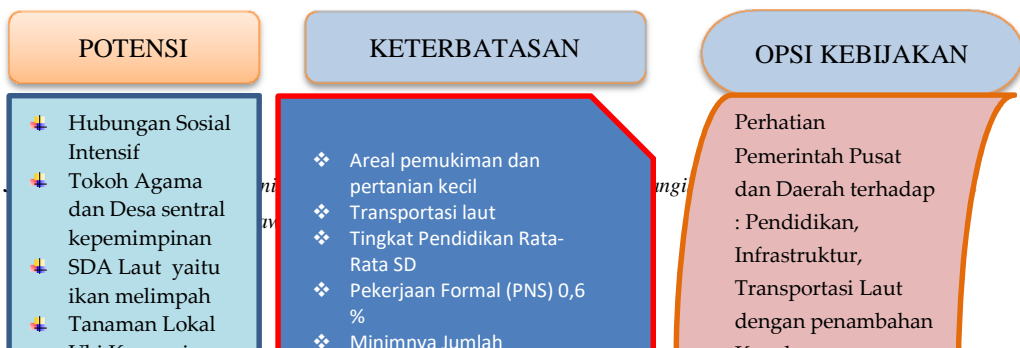 POTENSI
KETERBATASAN
OPSI KEBIJAKAN
Hubungan Sosial
Intensif
Tokoh Agama
dan Desa sentral
kepemimpinan
SDA Laut yaitu
ikan melimpah
Tanaman Lokal
Areal pemukiman dan
pertanian kecil
Transportasi laut
Tingkat Pendidikan Rata-
Rata SD
Pekerjaan Formal (PNS) 0,6
%
Minimnya Jumlah
Perhatian
Pemerintah Pusat
dan Daerah terhadap
: Pendidikan,
Infrastruktur,
Transportasi Laut
dengan penambahan